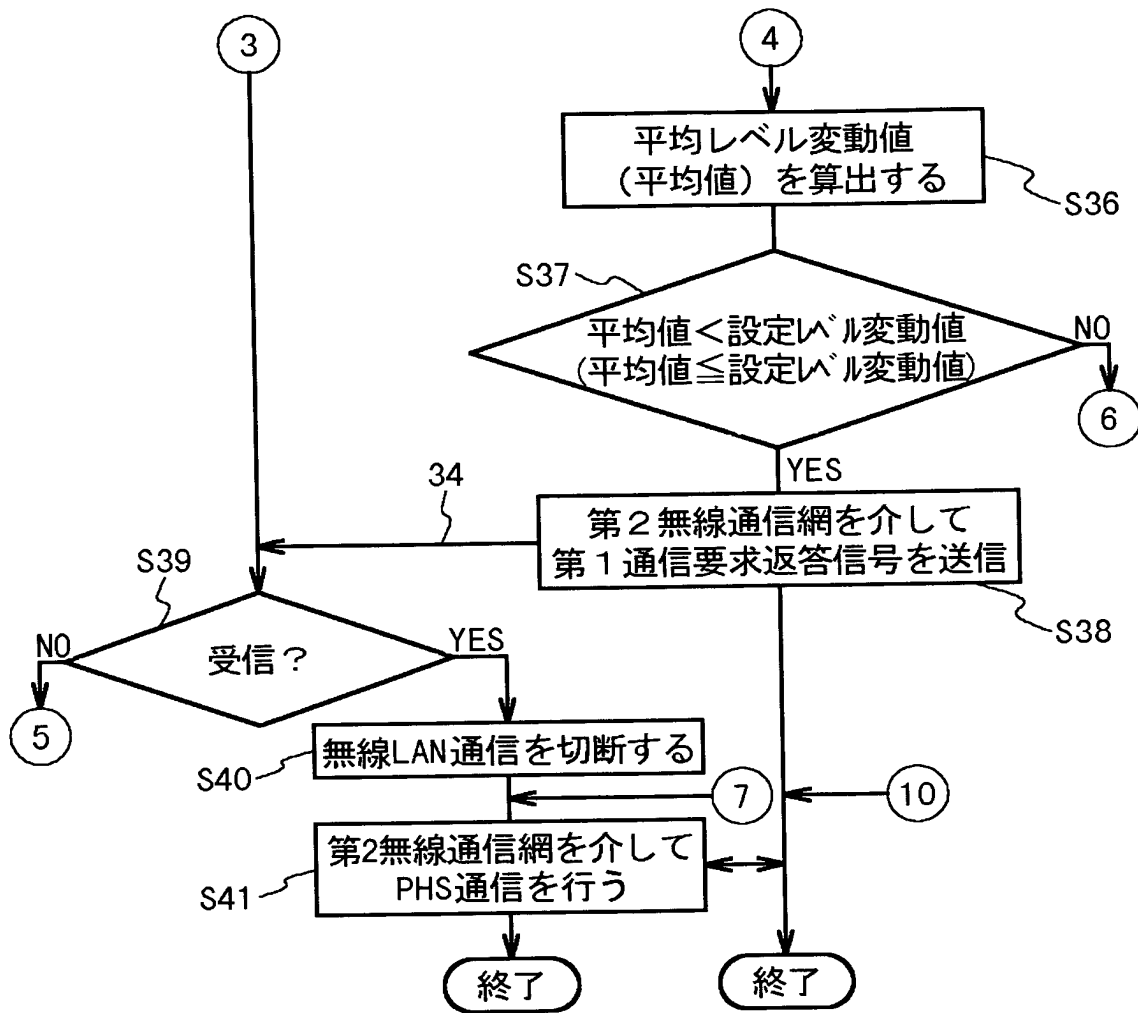 3
4
平均レベル変動値
(平均値)を算出する
S36
S37
平均値<設定レベル変動値
(平均値≦設定レベル変動値)
NO
6
YES
34
第2無線通信網を介して
第1通信要求返答信号を送信
S38
S39
NO
受信?
YES
5
無線LAN通信を切断する
S40
7
10
第2無線通信網を介して
PHS通信を行う
S41
終了
終了